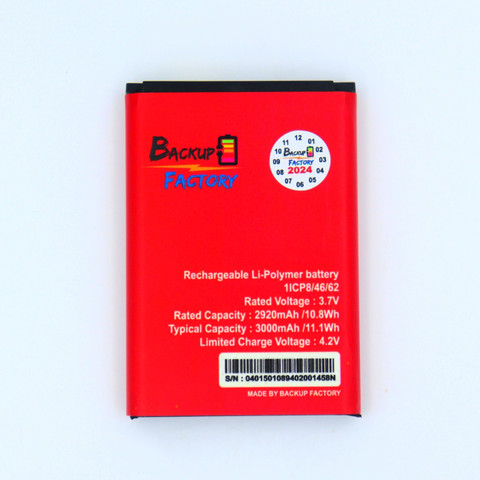 BACKUP
FACTORY
12
11 01
10 02
09 03
08 04
07 05
06
BACKUP
FACTORY
2024
Rechargeable Li-Polymer battery
1ICP8/46/62
Rated Voltage : 3.7V
Rated Capacity : 2920mAh /10.8Wh
Typical Capacity : 3000mAh /11.1Wh
Limited Charge Voltage : 4.2V
S/N : 0401501089402001458N
MADE BY BACKUP FACTORY